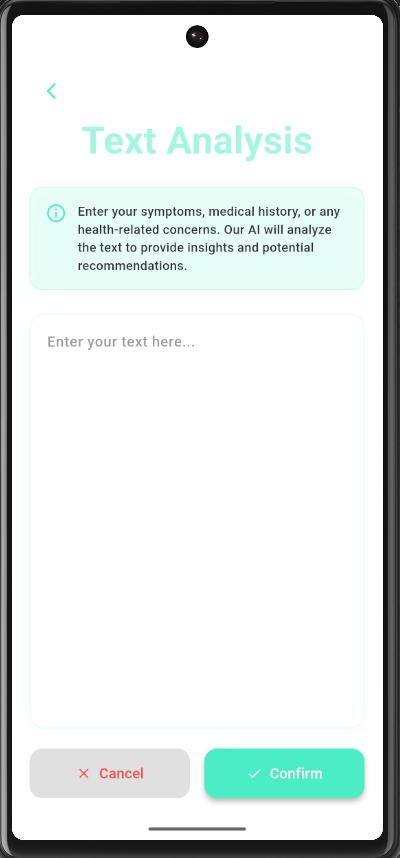 Text Analysis
Enter your symptoms, medical history, or any
health-related concerns. Our AI will analyze
the text to provide insights and potential
recommendations.
Enter your text here...
Cancel
Confirm